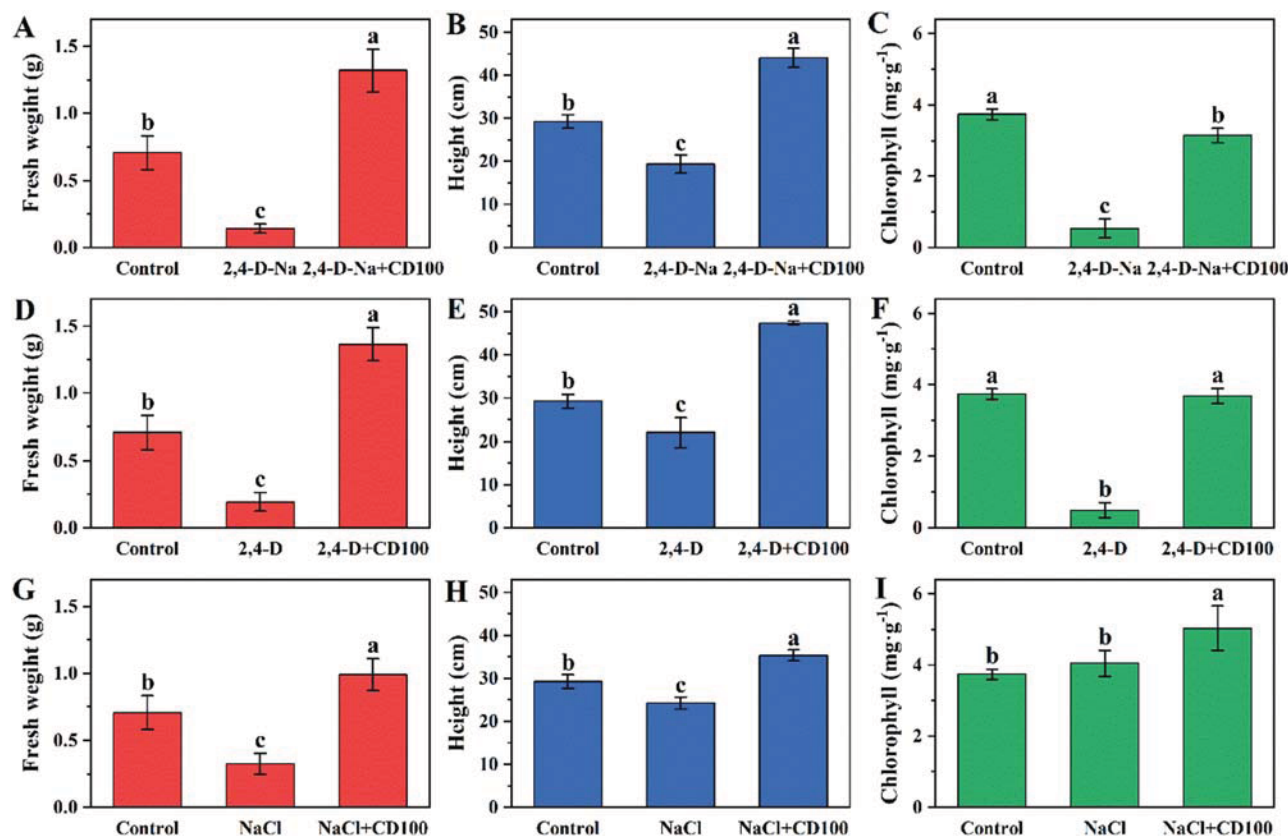 A
Fresh wegiht (g)
1.5
1.0
0.5
0.0
b
c
a
Control 2,4-D-Na 2,4-D-Na+CD100
B
Height (cm)
50
40
30
20
10
0
b
c
a
Control 2,4-D-Na 2,4-D-Na+CD100
C
Chlorophyll (mg·g⁻¹)
6
4
2
0
a
c
b
Control 2,4-D-Na 2,4-D-Na+CD100
D
Fresh wegiht (g)
1.5
1.0
0.5
0.0
b
c
a
Control 2,4-D 2,4-D+CD100
E
Height (cm)
50
40
30
20
10
0
b
c
a
Control 2,4-D 2,4-D+CD100
F
Chlorophyll (mg·g⁻¹)
6
4
2
0
a
b
a
Control 2,4-D 2,4-D+CD100
G
Fresh wegiht (g)
1.5
1.0
0.5
0.0
b
c
a
Control NaCl NaCl+CD100
H
Height (cm)
50
40
30
20
10
0
b
c
a
Control NaCl NaCl+CD100
I
Chlorophyll (mg·g⁻¹)
6
4
2
0
b
b
a
Control NaCl NaCl+CD100